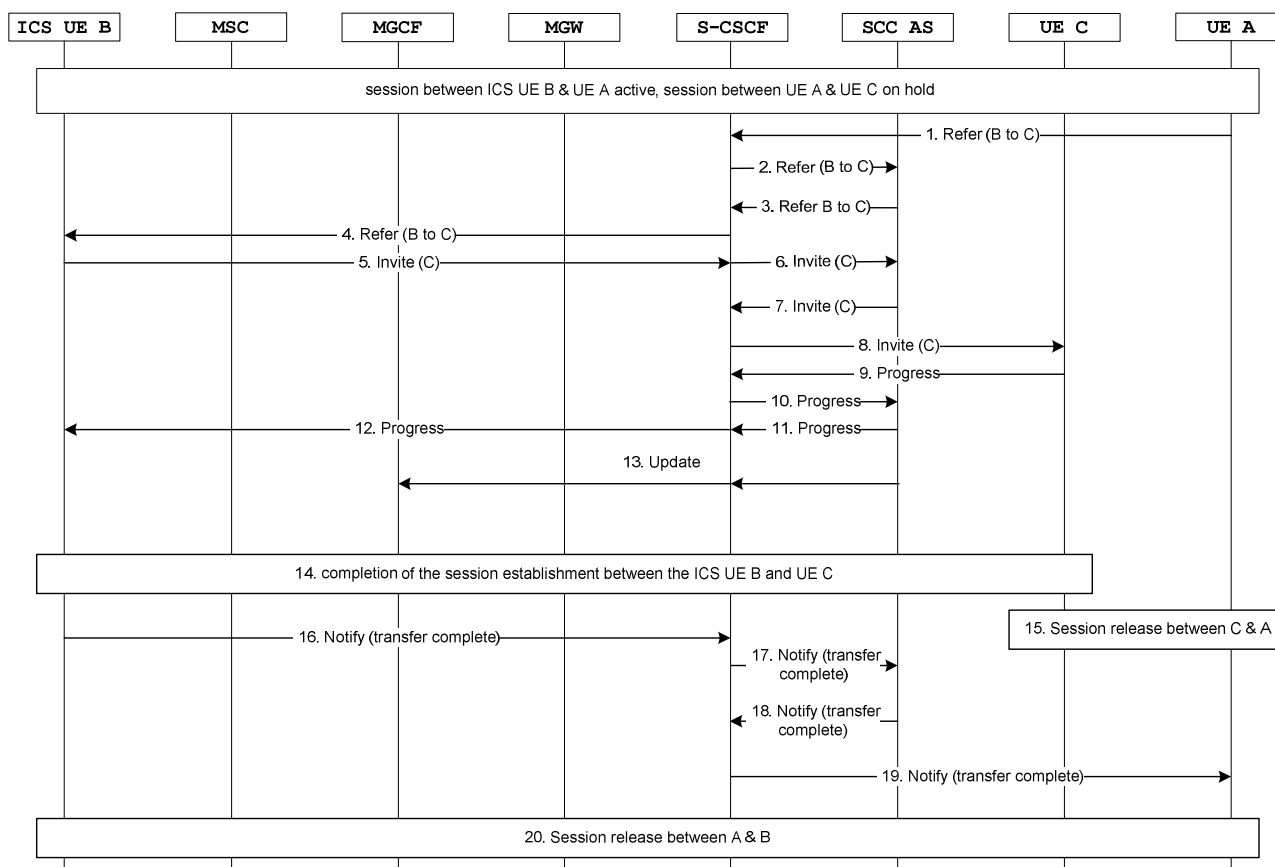 ICS UE B MSC MGCF MGW S-CSCF SCC AS UE C UE A
session between ICS UE B & UE A active, session between UE A & UE C on hold
1. Refer (B to C)
2. Refer (B to C)
3. Refer B to C)
4. Refer (B to C)
5. Invite (C)
6. Invite (C)
7. Invite (C)
8. Invite (C)
9. Progress
10. Progress
12. Progress
11. Progress
13. Update
14. completion of the session establishment between the ICS UE B and UE C
15. Session release between C & A
16. Notify (transfer complete)
17. Notify (transfer
complete)
18. Notify (transfer
complete)
19. Notify (transfer complete)
20. Session release between A & B